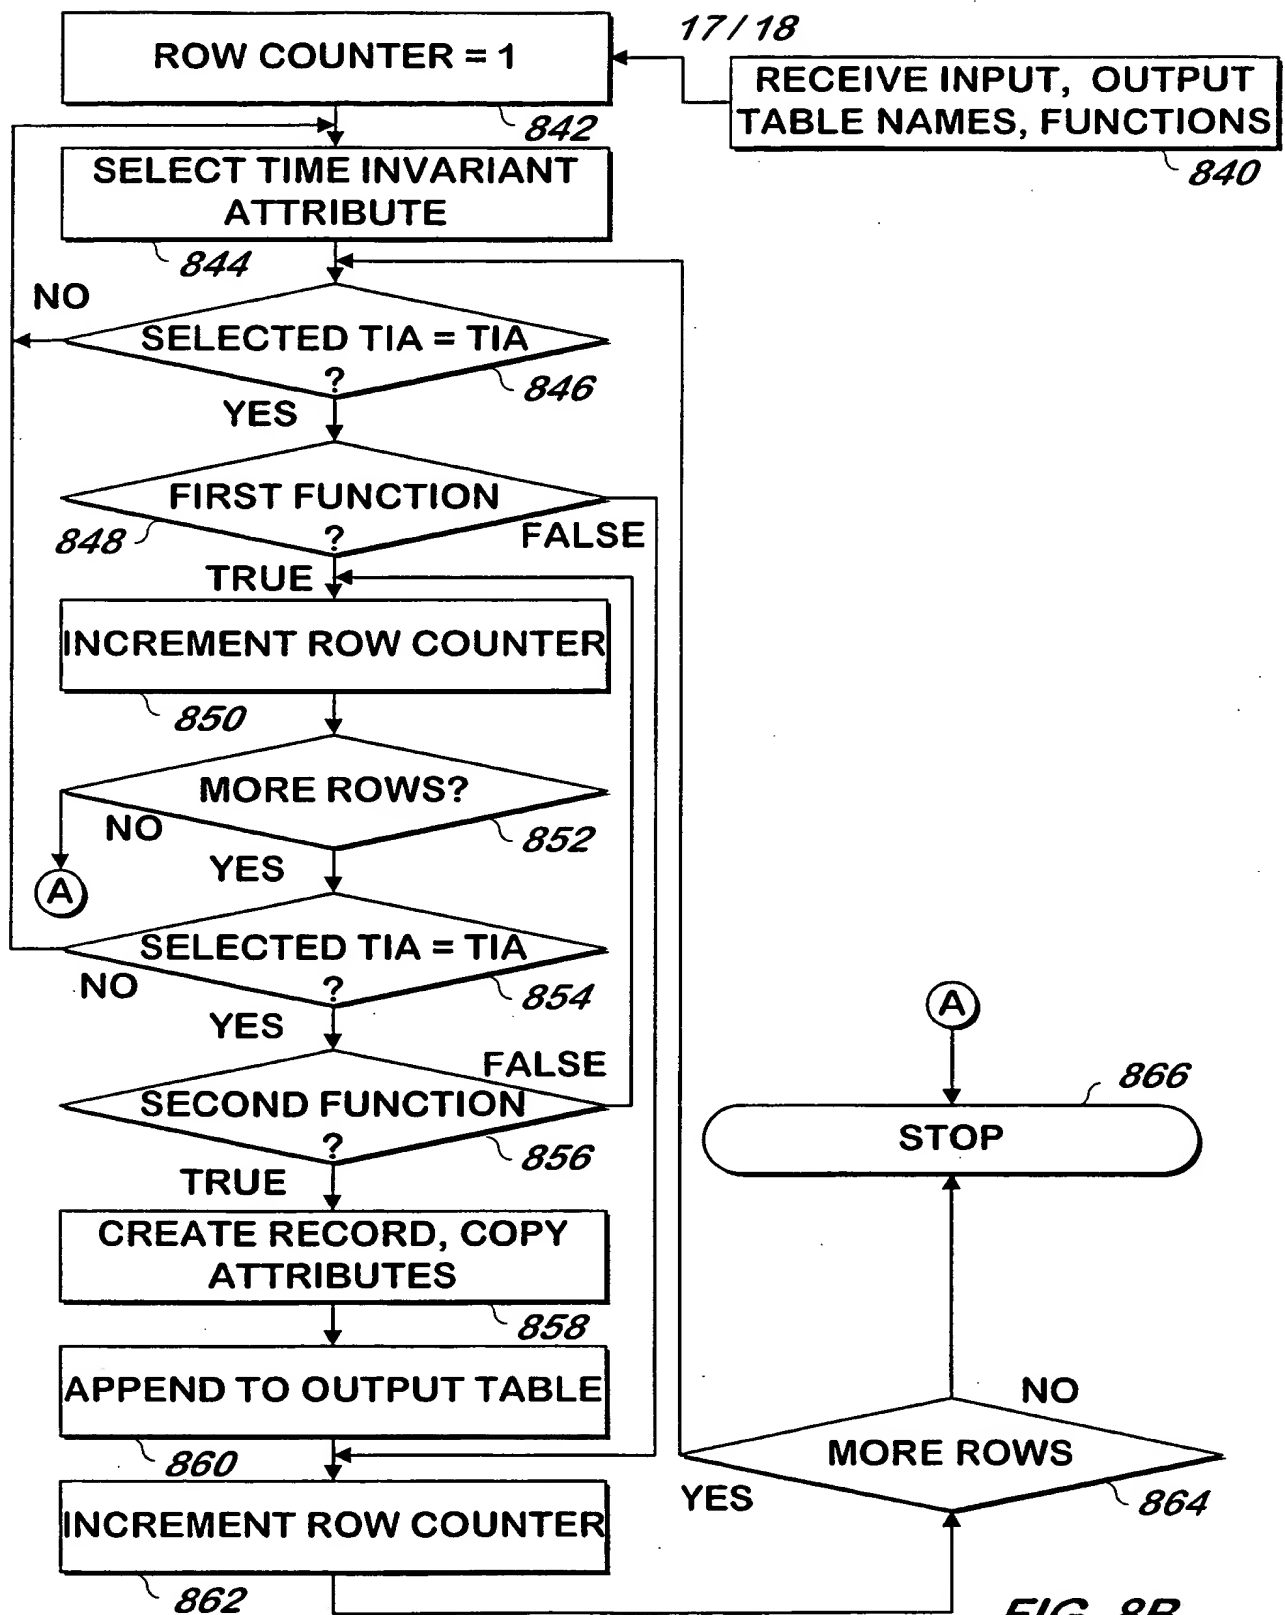 17/18
ROW COUNTER = 1
842
RECEIVE INPUT, OUTPUT
TABLE NAMES, FUNCTIONS
840
SELECT TIME INVARIANT
ATTRIBUTE
844
NO
SELECTED TIA = TIA
?
846
YES
FIRST FUNCTION
?
848
FALSE
TRUE
INCREMENT ROW COUNTER
850
MORE ROWS?
852
NO
YES
A
SELECTED TIA = TIA
?
854
NO
YES
FALSE
SECOND FUNCTION
?
856
TRUE
CREATE RECORD, COPY
ATTRIBUTES
858
APPEND TO OUTPUT TABLE
860
INCREMENT ROW COUNTER
862
A
866
STOP
NO
MORE ROWS
YES
864
FIG. 8B